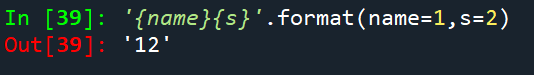 In [39]: '{name}{s}'.format(name=1,s=2)
Out[39]: '12'